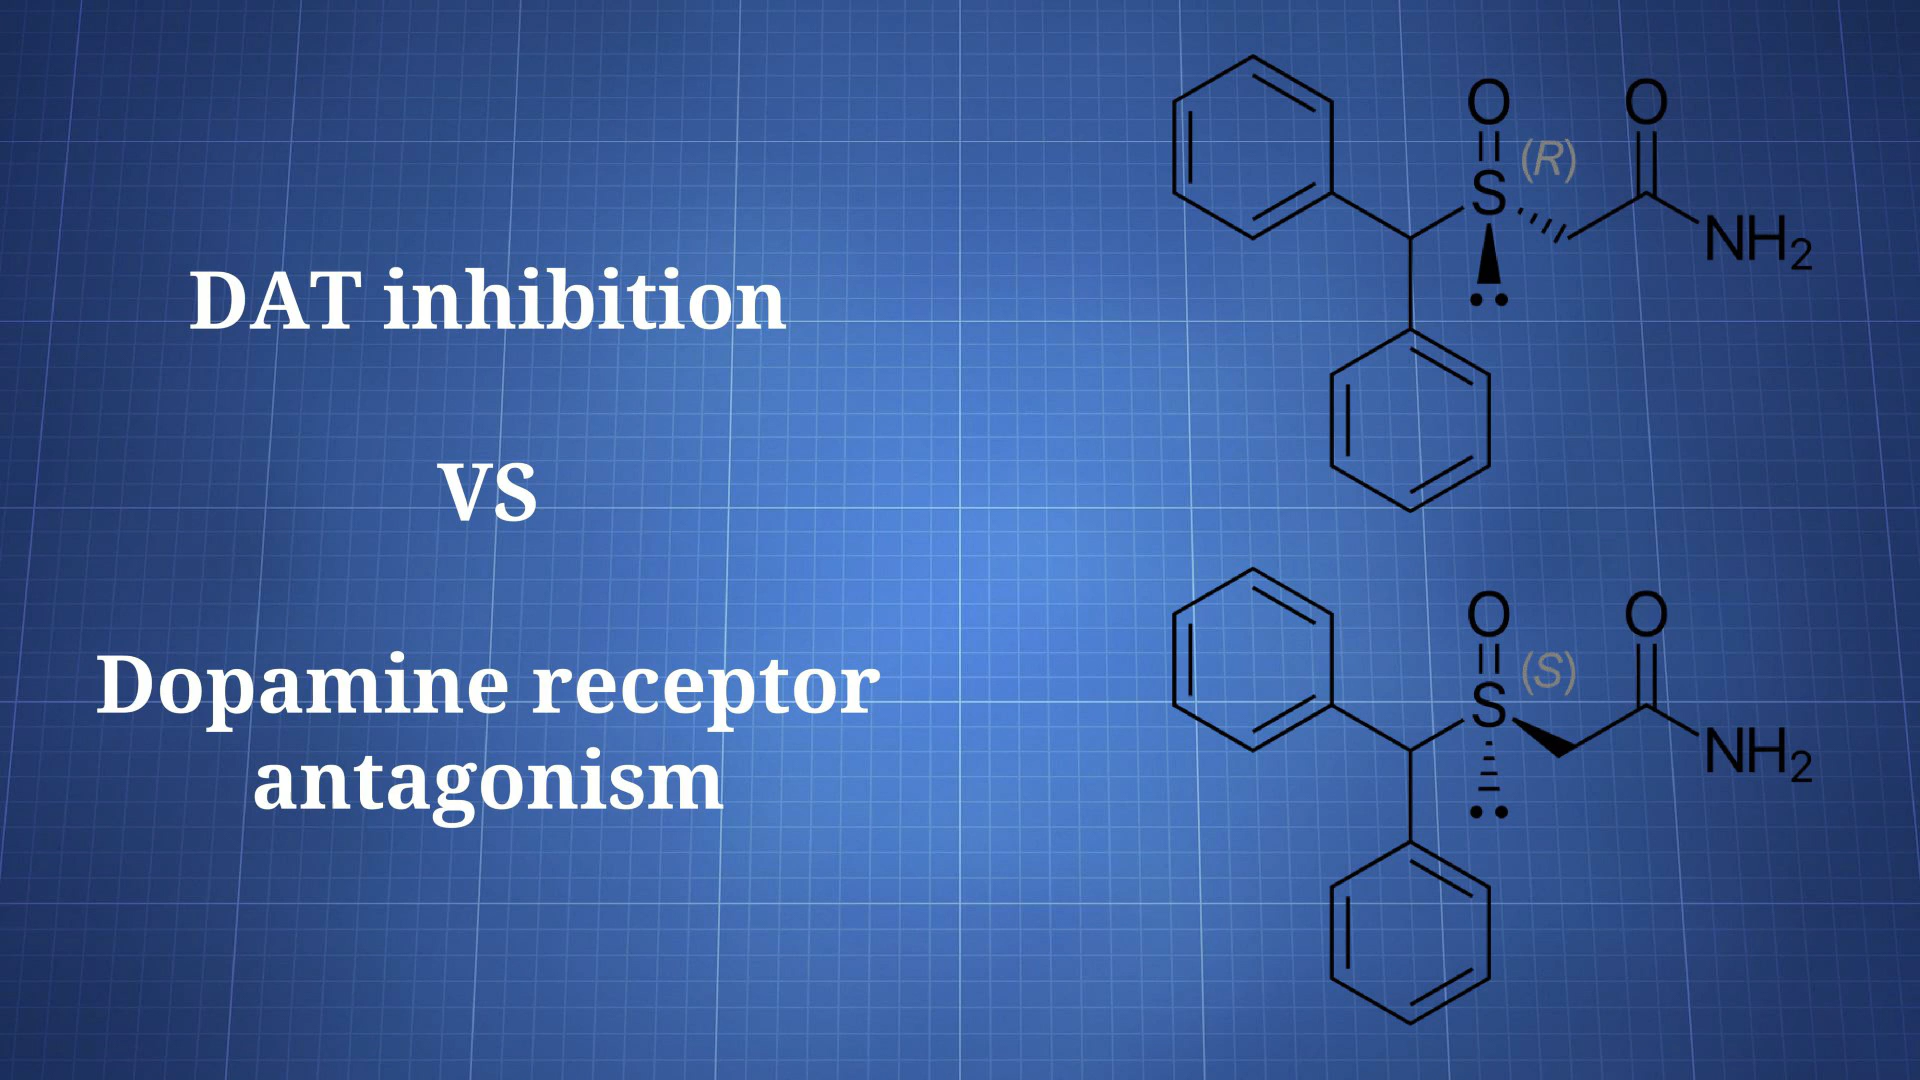 DAT inhibition
VS
Dopamine receptor
antagonism
O
O
(R)
S
NH2
O
O
(S)
S
NH2